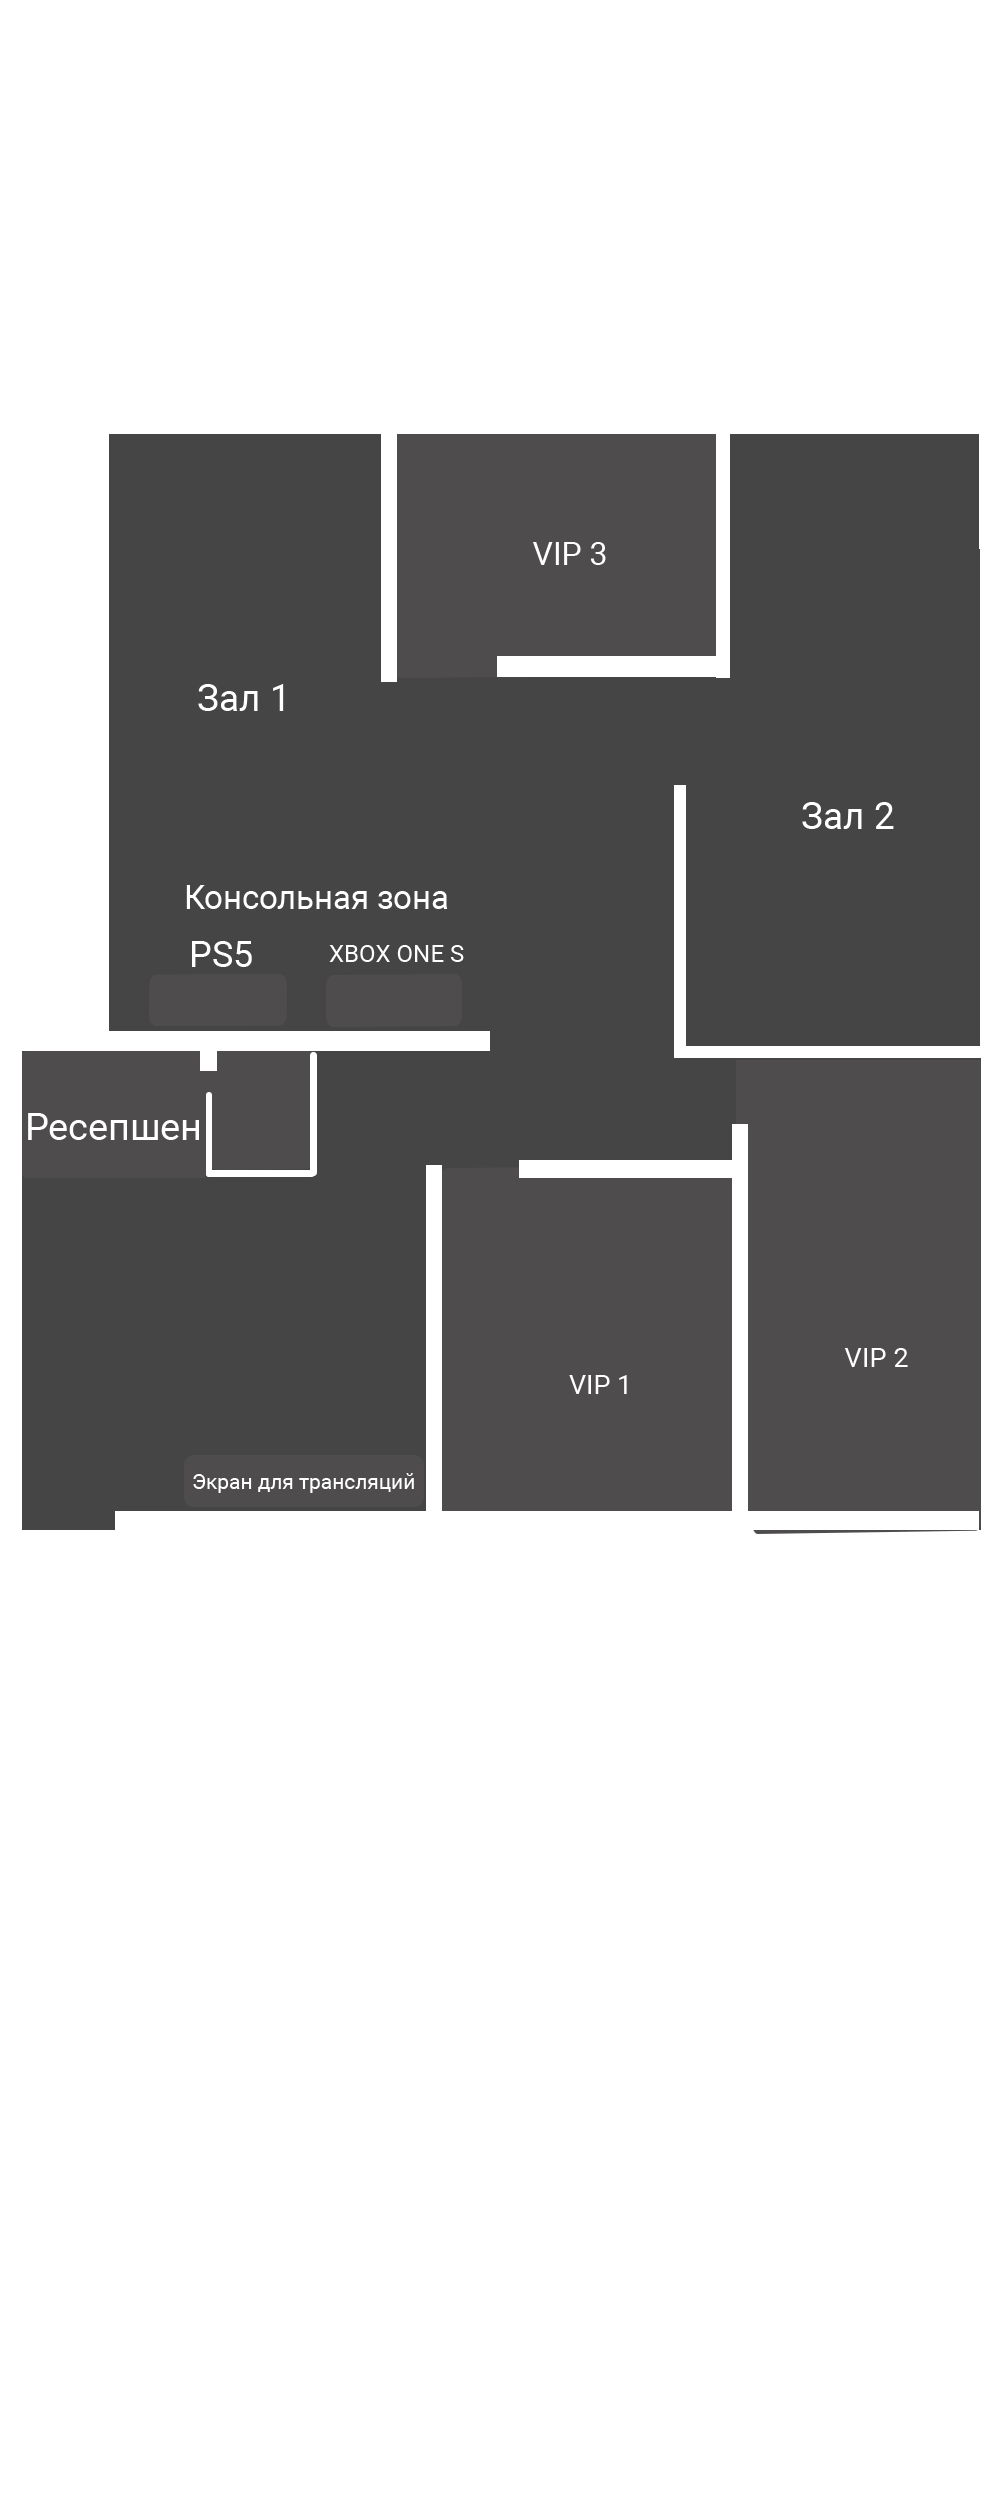 VIP 3
Зал 1
Зал 2
Консольная зона
PS5
XBOX ONE S
Ресепшен
VIP 2
VIP 1
Экран для трансляций